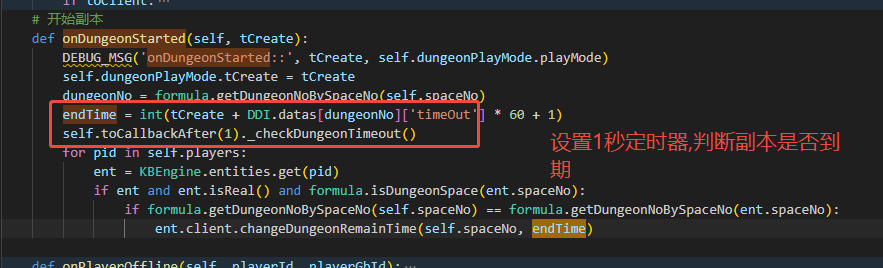 if toClient:…
# 开始副本
def onDungeonStarted(self, tCreate):
DEBUG_MSG('onDungeonStarted::', tCreate, self.dungeonPlayMode.playMode)
self.dungeonPlayMode.tCreate = tCreate
dungeonNo = formula.getDungeonNoBySpaceNo(self.spaceNo)
endTime = int(tCreate + DDI.datas[dungeonNo]['timeOut'] * 60 + 1)
self.toCallbackAfter(1)._checkDungeonTimeout()
设置1秒定时器,判断副本是否到
期
for pid in self.players:
ent = KBEngine.entities.get(pid)
if ent and ent.isReal() and formula.isDungeonSpace(ent.spaceNo):
if formula.getDungeonNoBySpaceNo(self.spaceNo) == formula.getDungeonNoBySpaceNo(ent.spaceNo):
ent.client.changeDungeonRemainTime(self.spaceNo, endTime)
def onPlayerOffline(self, playerId, playerGbId):…